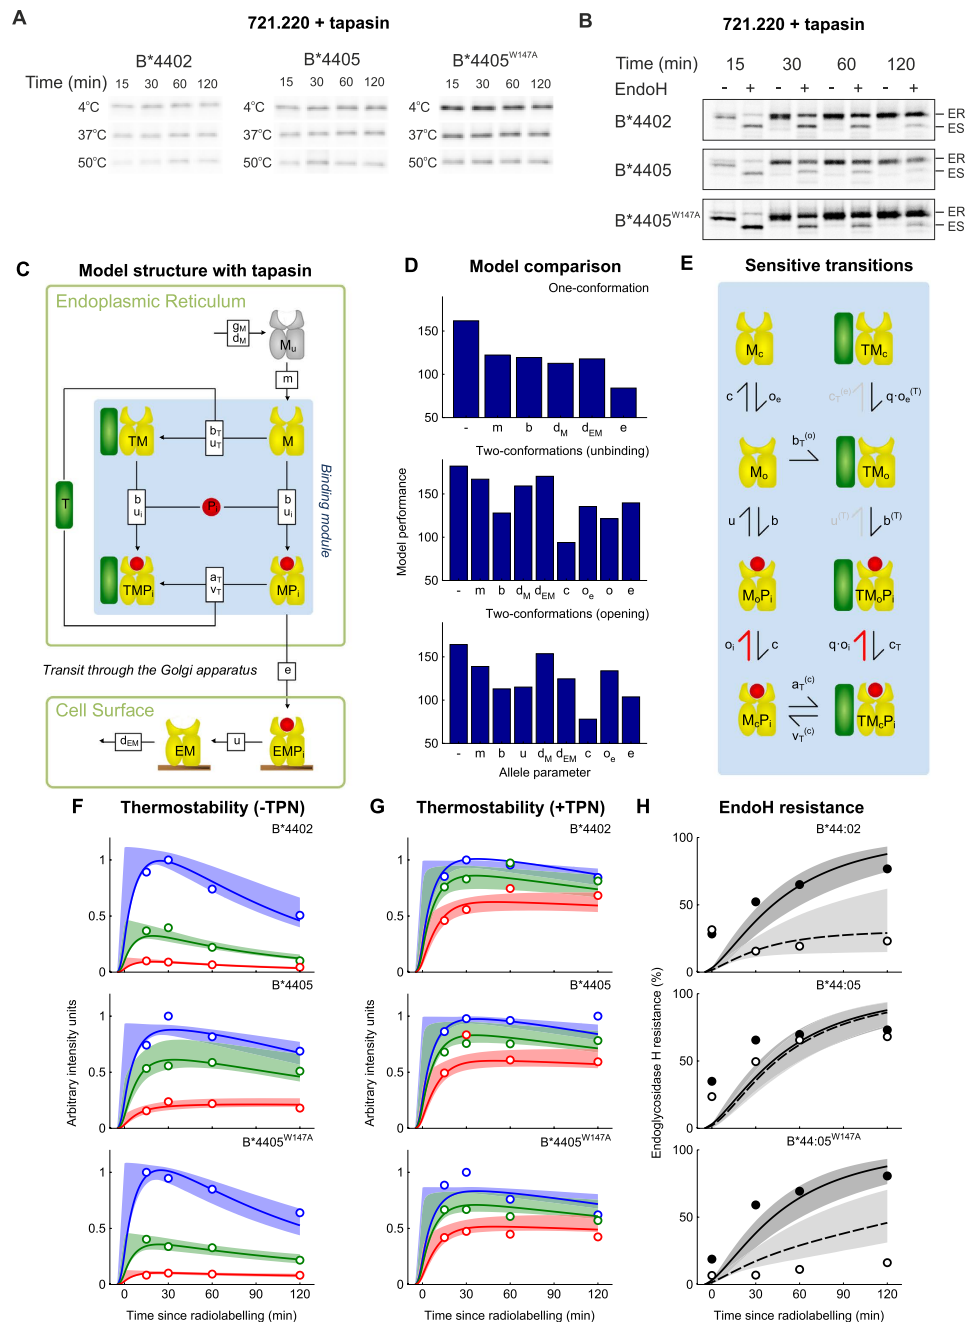 A
721.220 + tapasin
B*4402
B*4405
B*4405W147A
Time (min)
15 30 60 120
15 30 60 120
15 30 60 120
4°C
37°C
50°C
4°C
37°C
50°C
4°C
37°C
50°C
B
721.220 + tapasin
Time (min) 15 30 60 120
EndoH - + - + - + - +
B*4402
ER
ES
B*4405
ER
ES
B*4405W147A
ER
ES
C
Model structure with tapasin
Endoplasmic Reticulum
gM
dM
Mu
m
TM
bT
uT
M
T
b
ui
Pi
b
ui
Binding module
TMPi
aT
vT
MPi
Transit through the Golgi apparatus
e
Cell Surface
dEM
EM
u
EMPi
D
Model comparison
One-conformation
150
100
50
- m b dM dEM e
Two-conformations (unbinding)
150
100
50
- m b dM dEM c oe o e
Two-conformations (opening)
150
100
50
- m b u dM dEM c oe e
Model performance
Allele parameter
E
Sensitive transitions
Mc
TMc
c
oe
cT(e)
q·oe(T)
Mo
bT(o)
TMo
u
b
u(T)
b(T)
MoPi
TMoPi
oi
c
q·oi
cT
McPi
aT(c)
vT(c)
TMcPi
F
Thermostability (-TPN)
B*4402
1
0.5
0
B*4405
1
0.5
0
B*4405W147A
1
0.5
0
0 30 60 90 120
Arbitrary intensity units
Time since radiolabelling (min)
G
Thermostability (+TPN)
B*4402
1
0.5
0
B*4405
1
0.5
0
B*4405W147A
1
0.5
0
0 30 60 90 120
Arbitrary intensity units
Time since radiolabelling (min)
H
EndoH resistance
B*44:02
100
50
0
B*44:05
100
50
0
B*44:05W147A
100
50
0
0 30 60 90 120
Endoglycosidase H resistance (%)
Time since radiolabelling (min)